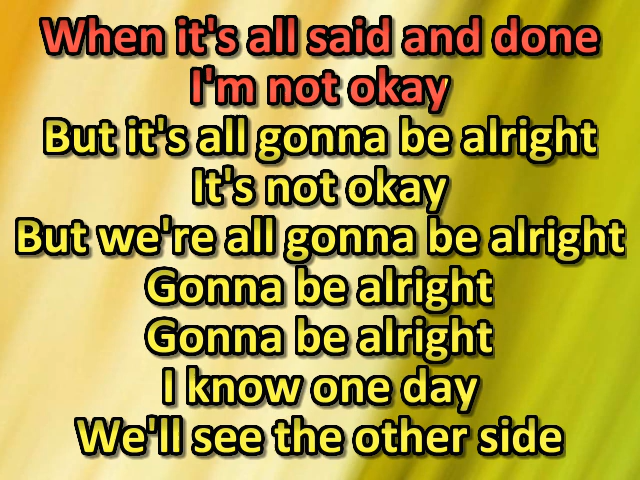 When it's all said and done
I'm not okay
But it's all gonna be alright
It's not okay
But we're all gonna be alright
Gonna be alright
Gonna be alright
I know one day
We'll see the other side